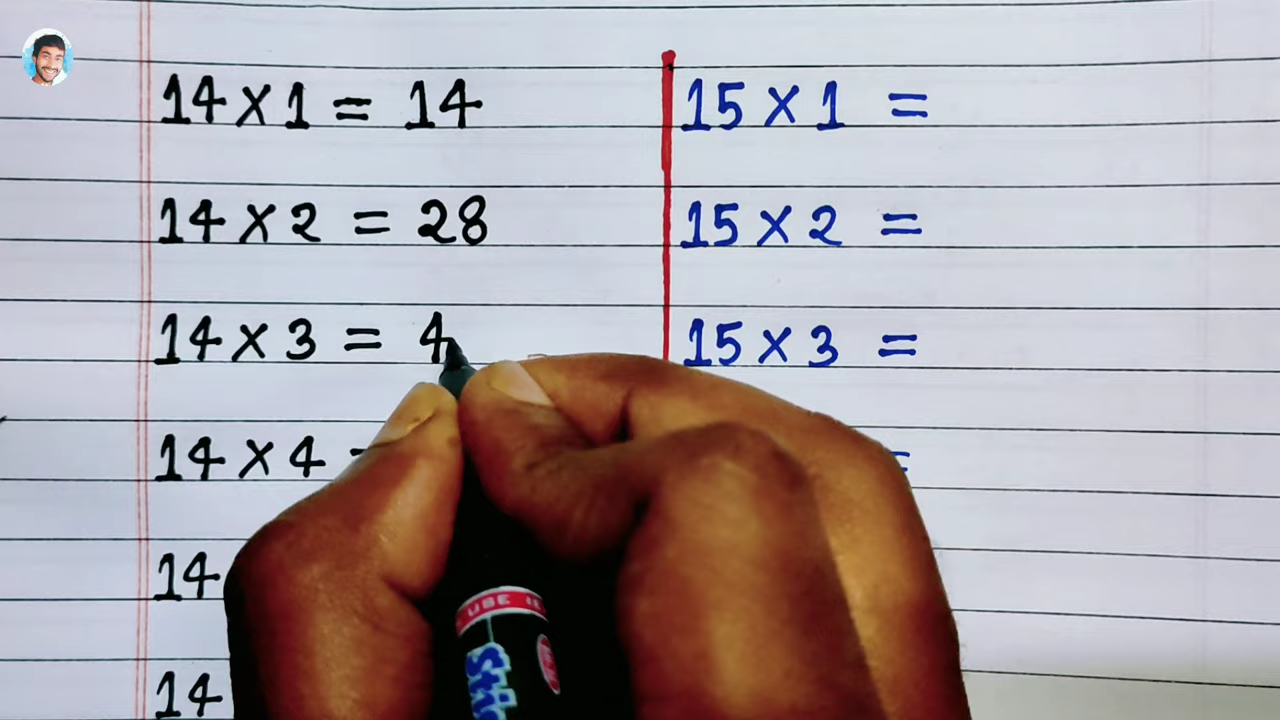 14 × 1 = 14
14 × 2 = 28
14 × 3 = 4
14 × 4
14
14
15 × 1 =
15 × 2 =
15 × 3 =
=
UBE